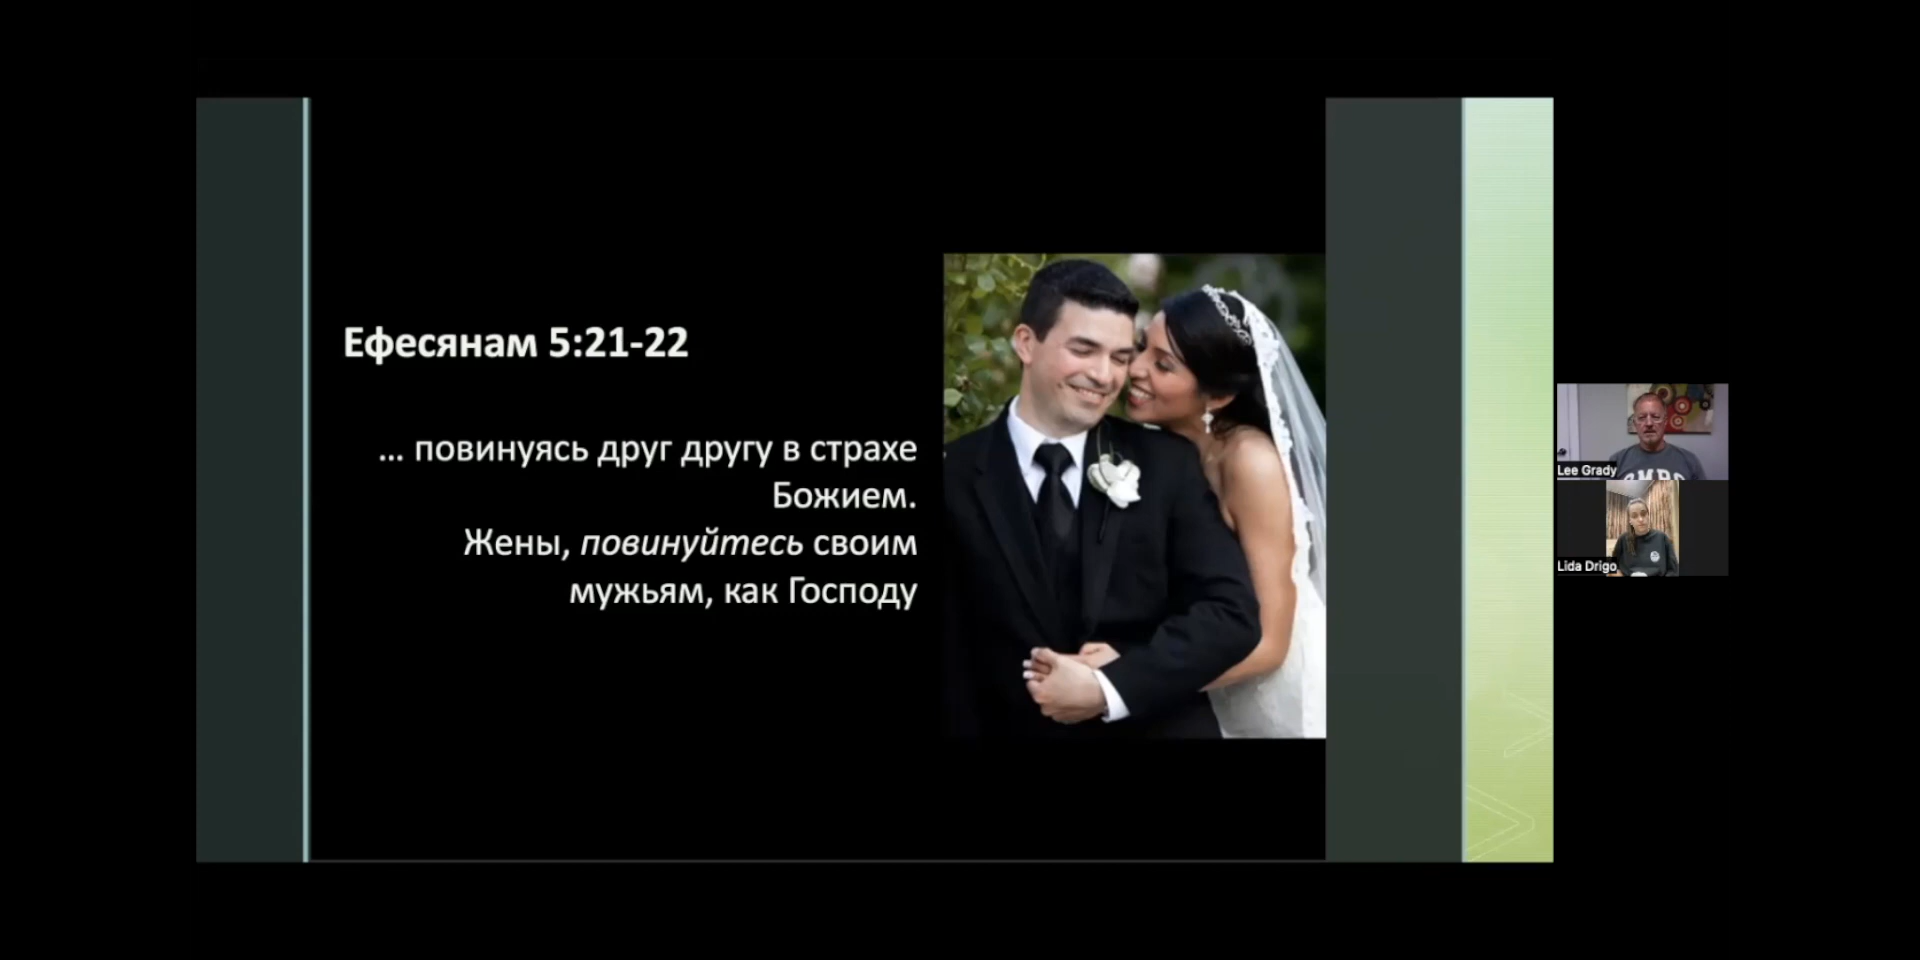 Ефесянам 5:21-22
... повинуясь друг другу в страхе
Божием.
Жены, повинуйтесь своим
мужьям, как Господу
Lee Grady
Lida Drigo